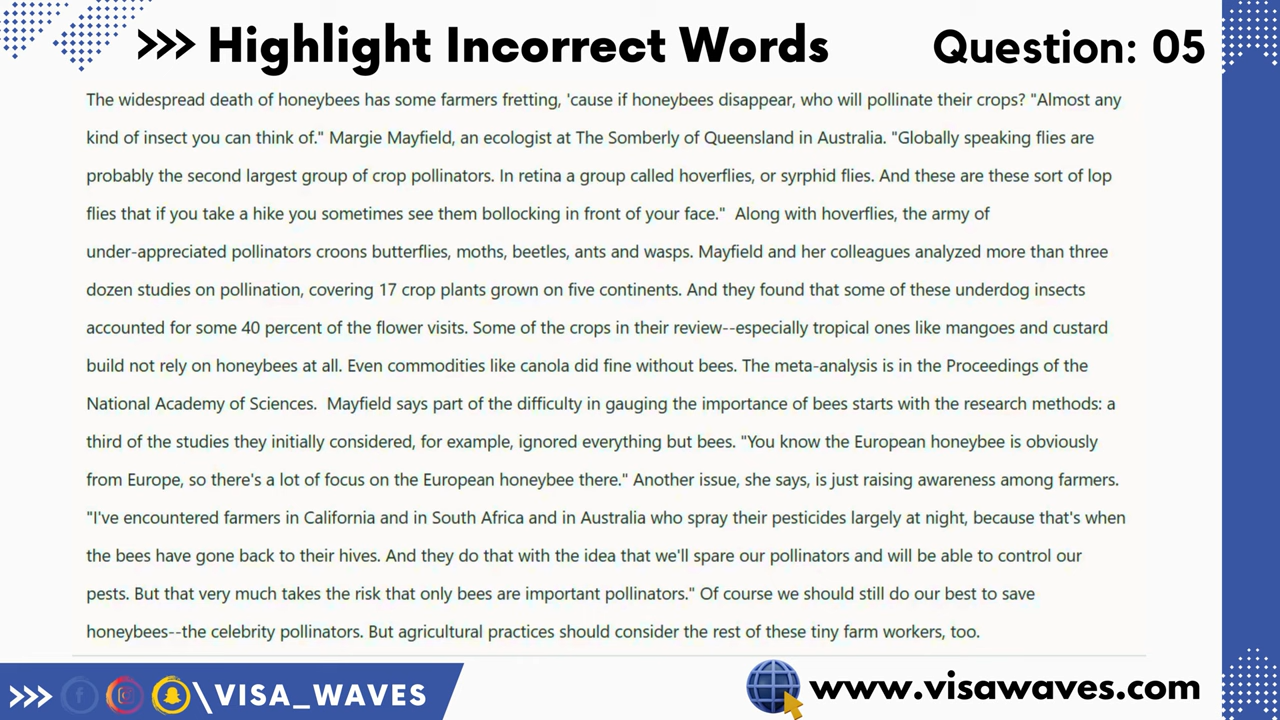 >>> Highlight Incorrect Words
Question: 05
The widespread death of honeybees has some farmers fretting, 'cause if honeybees disappear, who will pollinate their crops? "Almost any
kind of insect you can think of." Margie Mayfield, an ecologist at The Somberly of Queensland in Australia. "Globally speaking flies are
probably the second largest group of crop pollinators. In retina a group called hoverflies, or syrphid flies. And these are these sort of lop
flies that if you take a hike you sometimes see them bollocking in front of your face."  Along with hoverflies, the army of
under-appreciated pollinators croons butterflies, moths, beetles, ants and wasps. Mayfield and her colleagues analyzed more than three
dozen studies on pollination, covering 17 crop plants grown on five continents. And they found that some of these underdog insects
accounted for some 40 percent of the flower visits. Some of the crops in their review--especially tropical ones like mangoes and custard
build not rely on honeybees at all. Even commodities like canola did fine without bees. The meta-analysis is in the Proceedings of the
National Academy of Sciences.  Mayfield says part of the difficulty in gauging the importance of bees starts with the research methods: a
third of the studies they initially considered, for example, ignored everything but bees. "You know the European honeybee is obviously
from Europe, so there's a lot of focus on the European honeybee there." Another issue, she says, is just raising awareness among farmers.
"I've encountered farmers in California and in South Africa and in Australia who spray their pesticides largely at night, because that's when
the bees have gone back to their hives. And they do that with the idea that we'll spare our pollinators and will be able to control our
pests. But that very much takes the risk that only bees are important pollinators." Of course we should still do our best to save
honeybees--the celebrity pollinators. But agricultural practices should consider the rest of these tiny farm workers, too.
>>> \VISA_WAVES
www.visawaves.com